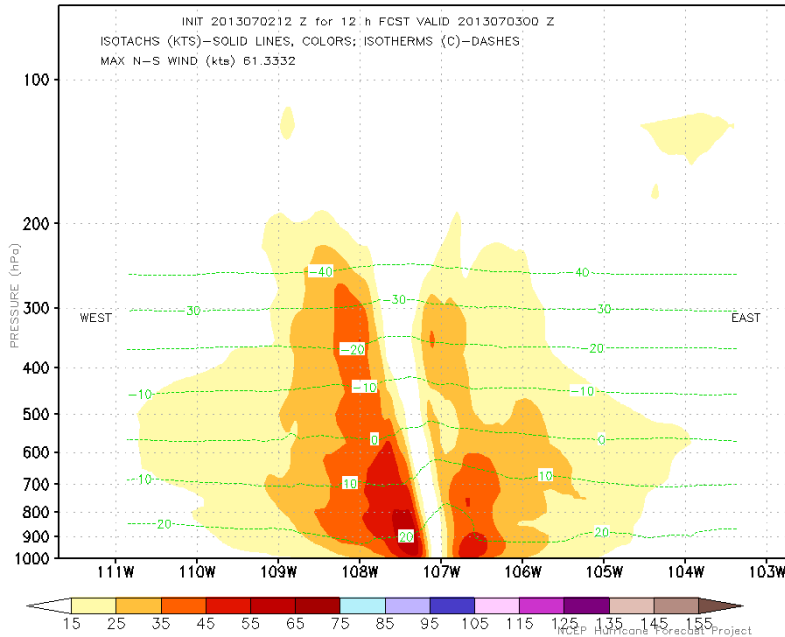 INIT 2013070212 Z for 12 h FCST VALID 2013070300 Z
ISOTACHS (KTS)-SOLID LINES, COLORS; ISOTHERMS (C)-DASHES
MAX N-S WIND (kts) 61.3332
100
200
-40 -40
300 -30 -30 -30
WEST EAST
PRESSURE (hPa)
-20 -20
400
-10 -10 -10
500
0 0
600
10 10 10
700
800
20 20 20
900
1000
111W 110W 109W 108W 107W 106W 105W 104W 103W
15 25 35 45 55 65 75 85 95 105 115 125 135 145 155
NCEP Hurricane Forecast Project